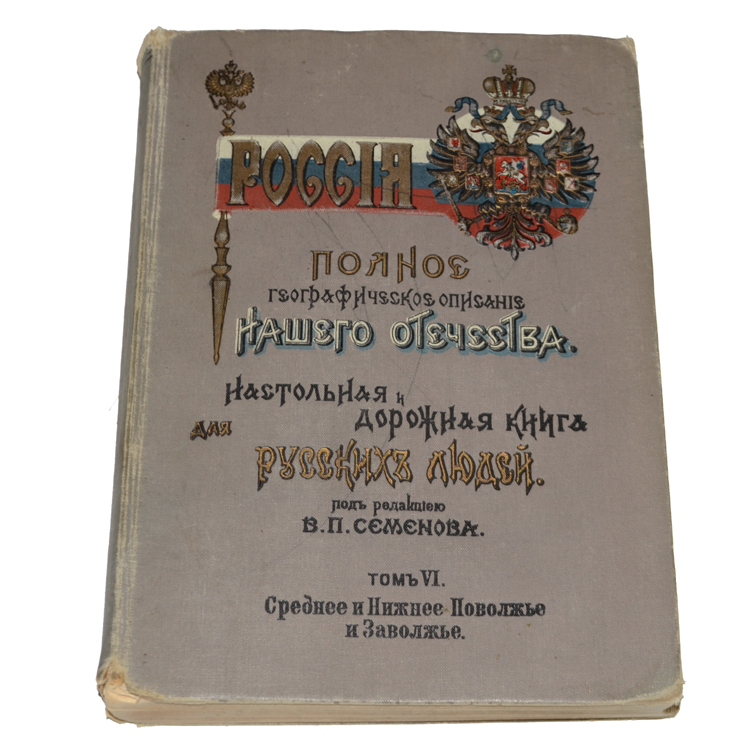 РОССІЯ
ПОЛНОЕ
ГЕОГРАФИЧЕСКОЕ ОПИСАНІЕ
НАШЕГО ОТЕЧЕСТВА.
НАСТОЛЬНАЯ и
ДОРОЖНАЯ КНИГА
ДЛЯ
РУССКИХЪ ЛЮДЕЙ.
подъ редакціею
В.П.СЕМЕНОВА.
ТОМЪ VI.
Среднее и Нижнее Поволжье
и Заволжье.